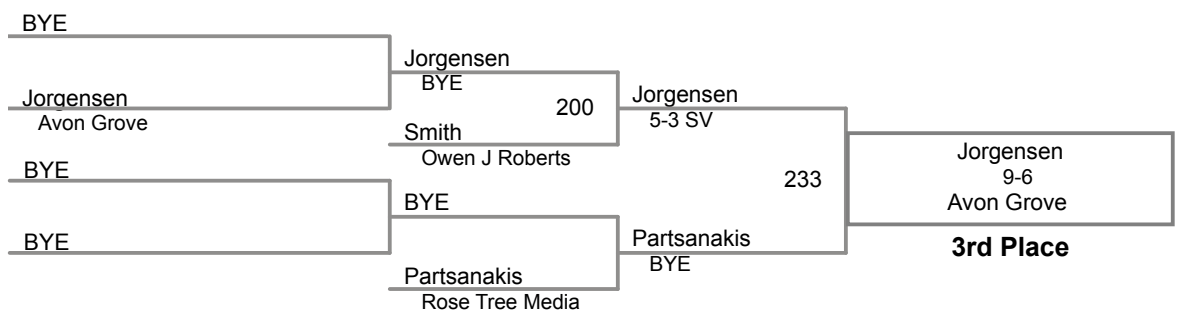 BYE
Jorgensen
Avon Grove
BYE
BYE
Jorgensen
BYE
200
Smith
Owen J Roberts
BYE
Partsanakis
Rose Tree Media
Jorgensen
5-3 SV
233
Partsanakis
BYE
Jorgensen
9-6
Avon Grove
3rd Place